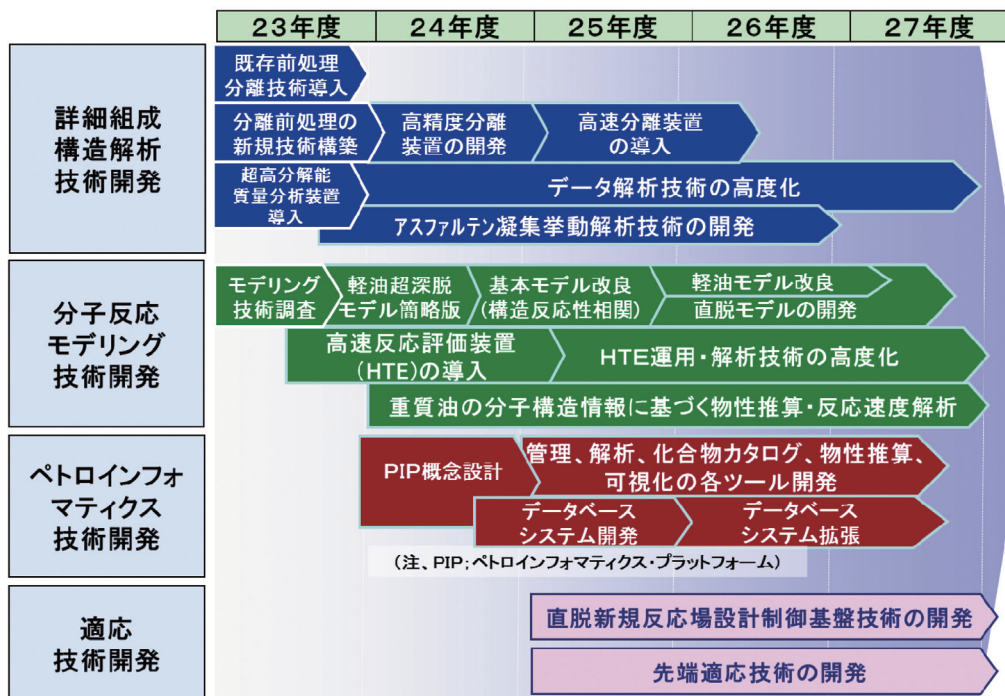 23年度
24年度
25年度
26年度
27年度
詳細組成
構造解析
技術開発
既存前処理
分離技術導入
分離前処理の
新規技術構築
高精度分離
装置の開発
高速分離装置
の導入
超高分解能
質量分析装置
導入
データ解析技術の高度化
アスファルテン凝集挙動解析技術の開発
分子反応
モデリング
技術開発
モデリング
技術調査
軽油超深脱
モデル簡略版
基本モデル改良
(構造反応性相関)
軽油モデル改良
直脱モデルの開発
高速反応評価装置
(HTE)の導入
HTE運用・解析技術の高度化
重質油の分子構造情報に基づく物性推算・反応速度解析
ペトロインフォ
マティクス
技術開発
PIP概念設計
管理、解析、化合物カタログ、物性推算、
可視化の各ツール開発
データベース
システム開発
データベース
システム拡張
(注、PIP;ペトロインフォマティクス・プラットフォーム)
適応
技術開発
直脱新規反応場設計制御基盤技術の開発
先端適応技術の開発